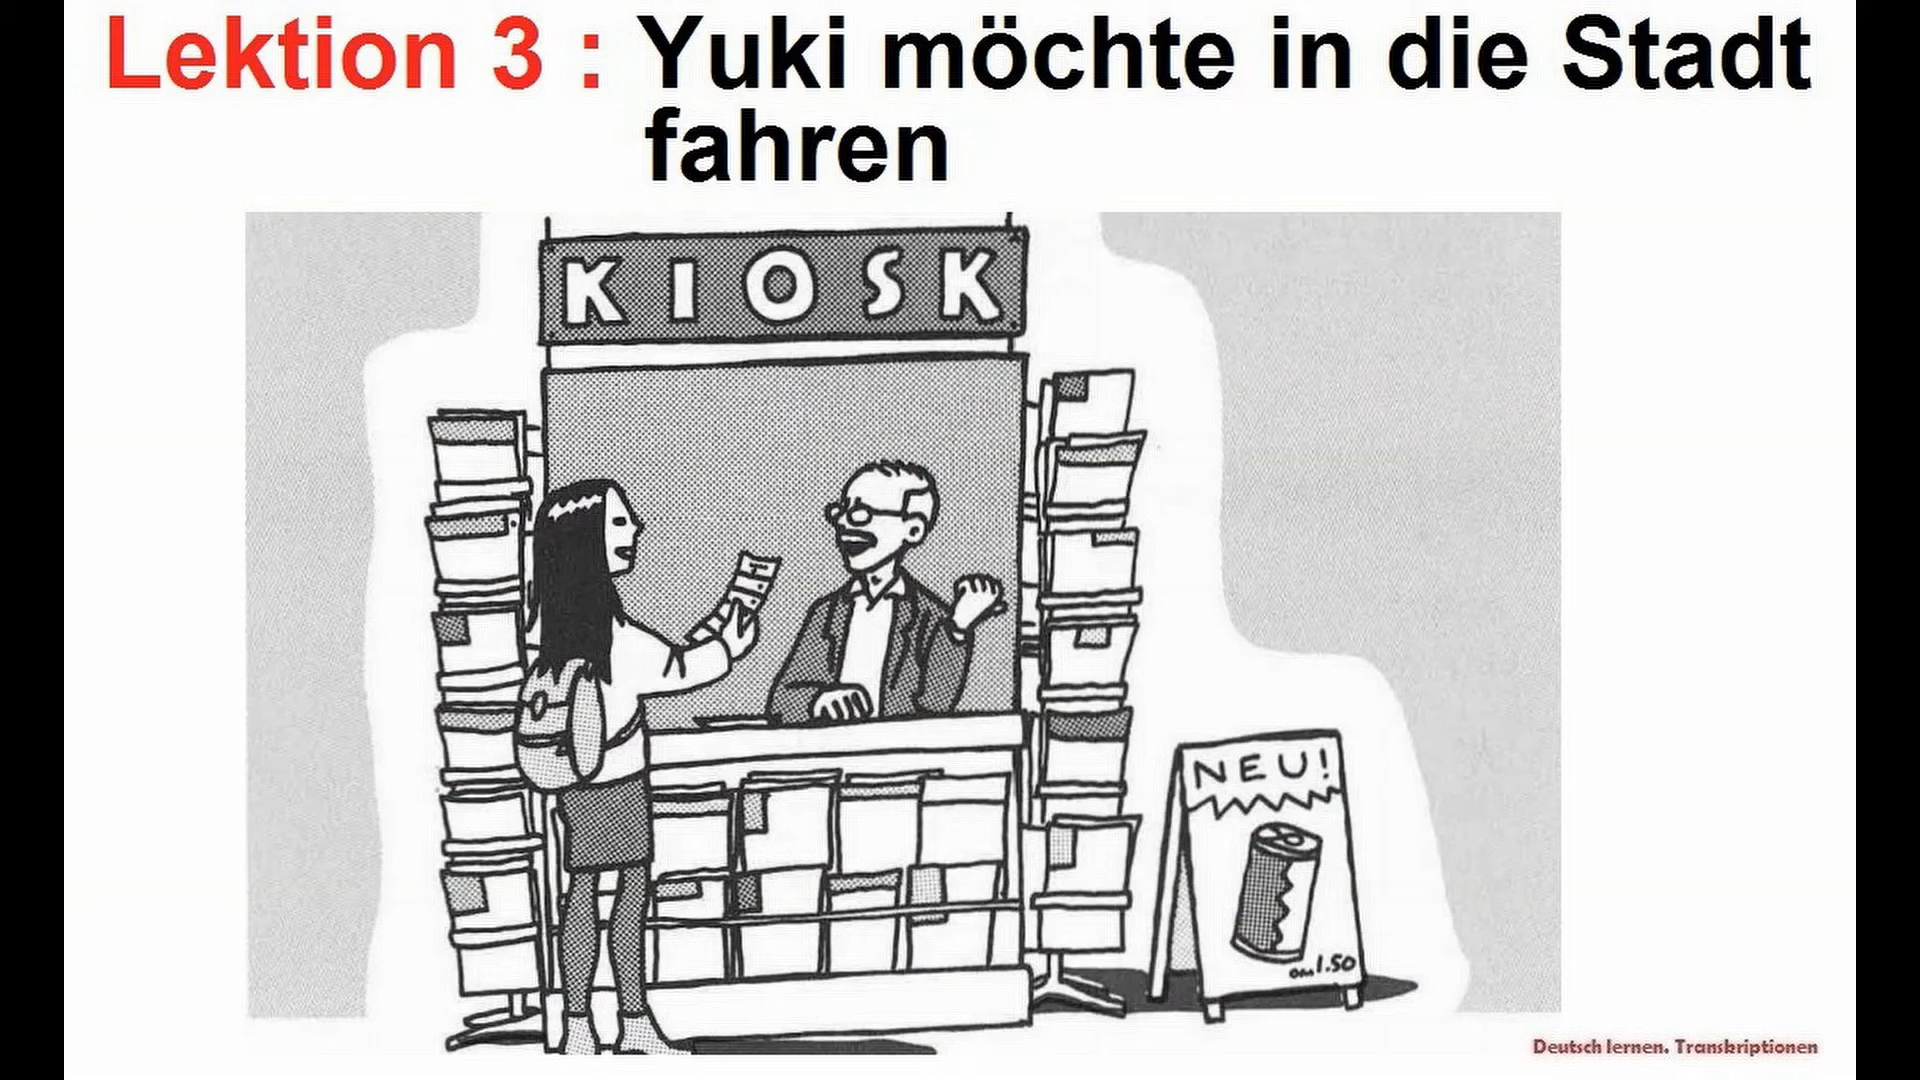 Lektion 3 : Yuki möchte in die Stadt
fahren
KIOSK
NEU!
1.50
Deutsch lernen. Transkriptionen